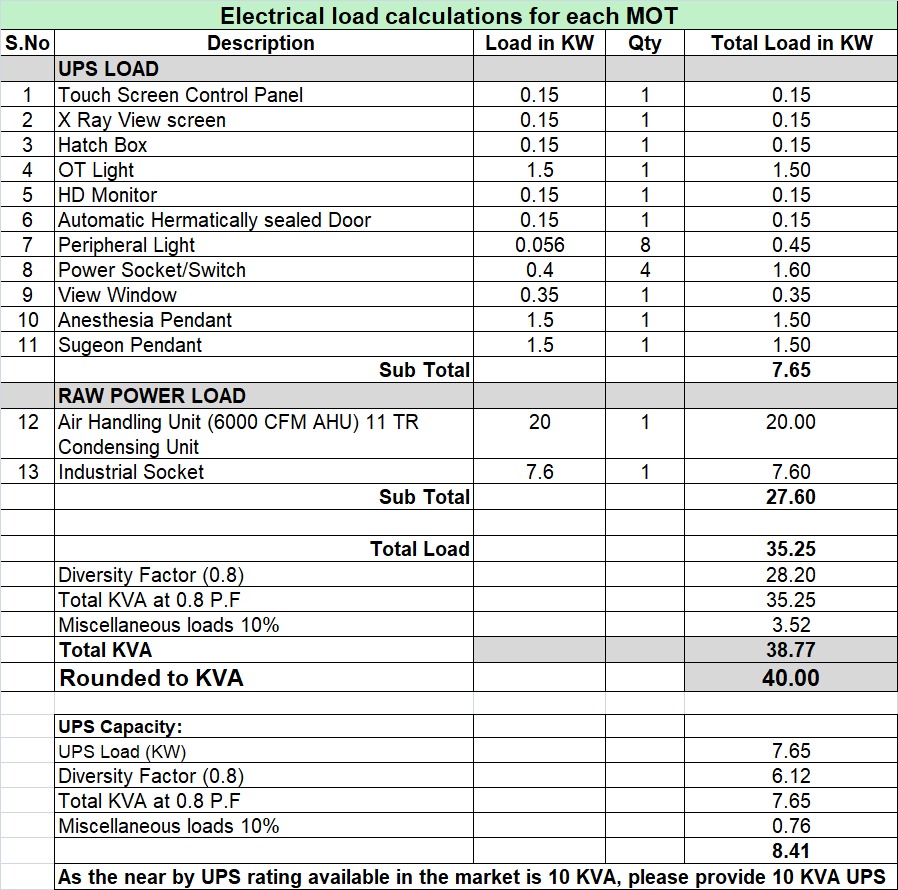 Electrical load calculations for each MOT
S.No Description Load in KW Qty Total Load in KW
UPS LOAD
1 Touch Screen Control Panel 0.15 1 0.15
2 X Ray View screen 0.15 1 0.15
3 Hatch Box 0.15 1 0.15
4 OT Light 1.5 1 1.50
5 HD Monitor 0.15 1 0.15
6 Automatic Hermatically sealed Door 0.15 1 0.15
7 Peripheral Light 0.056 8 0.45
8 Power Socket/Switch 0.4 4 1.60
9 View Window 0.35 1 0.35
10 Anesthesia Pendant 1.5 1 1.50
11 Sugeon Pendant 1.5 1 1.50
Sub Total 7.65
RAW POWER LOAD
12 Air Handling Unit (6000 CFM AHU) 11 TR 20 1 20.00
Condensing Unit
13 Industrial Socket 7.6 1 7.60
Sub Total 27.60
Total Load 35.25
Diversity Factor (0.8) 28.20
Total KVA at 0.8 P.F 35.25
Miscellaneous loads 10% 3.52
Total KVA 38.77
Rounded to KVA 40.00
UPS Capacity:
UPS Load (KW) 7.65
Diversity Factor (0.8) 6.12
Total KVA at 0.8 P.F 7.65
Miscellaneous loads 10% 0.76
8.41
As the near by UPS rating available in the market is 10 KVA, please provide 10 KVA UPS